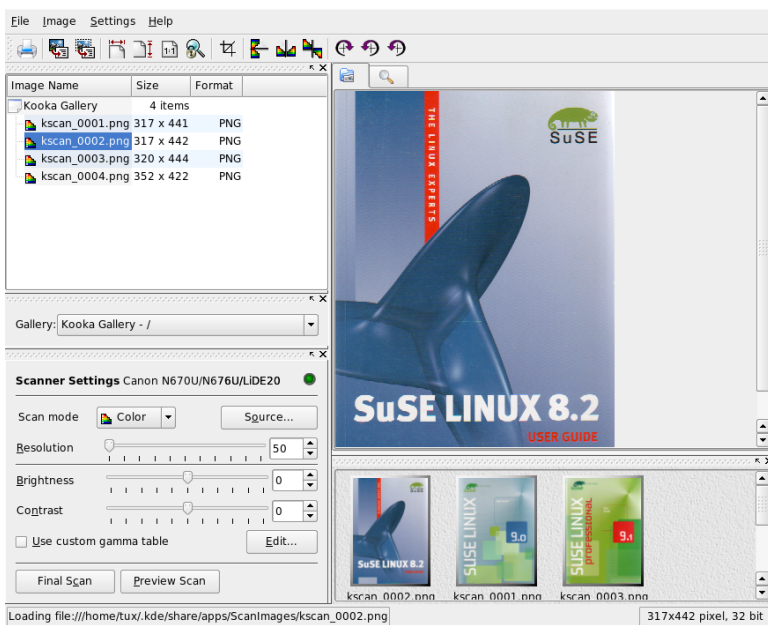 File Image Settings Help
1:1
Image Name Size Format
Kooka Gallery 4 items
kscan_0001.png 317 x 441 PNG
kscan_0002.png 317 x 442 PNG
kscan_0003.png 320 x 444 PNG
kscan_0004.png 352 x 422 PNG
Gallery: Kooka Gallery - /
Scanner Settings Canon N670U/N676U/LiDE20
Scan mode Color Source...
Resolution 50
Brightness 0
Contrast 0
Use custom gamma table Edit...
Final Scan Preview Scan
THE LINUX EXPERTS
SuSE
SuSE LINUX 8.2
USER GUIDE
SuSE LINUX 8.2
SUSE LINUX
9.0
SUSE LINUX
professional
9.1
kscan_0002.png kscan_0001.png kscan_0003.png
Loading file:///home/tux/.kde/share/apps/ScanImages/kscan_0002.png
317x442 pixel, 32 bit